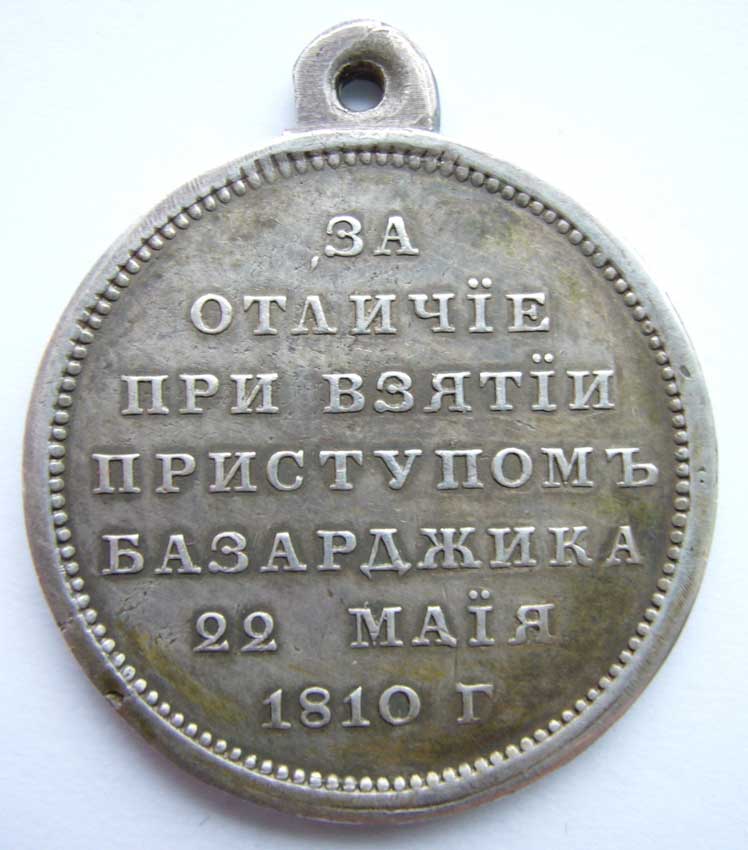 ЗА
ОТЛИЧЇЕ
ПРИ ВЗЯТЇИ
ПРИСТУПОМЪ
БАЗАРДЖИКА
22 МАЇЯ
1810 Г